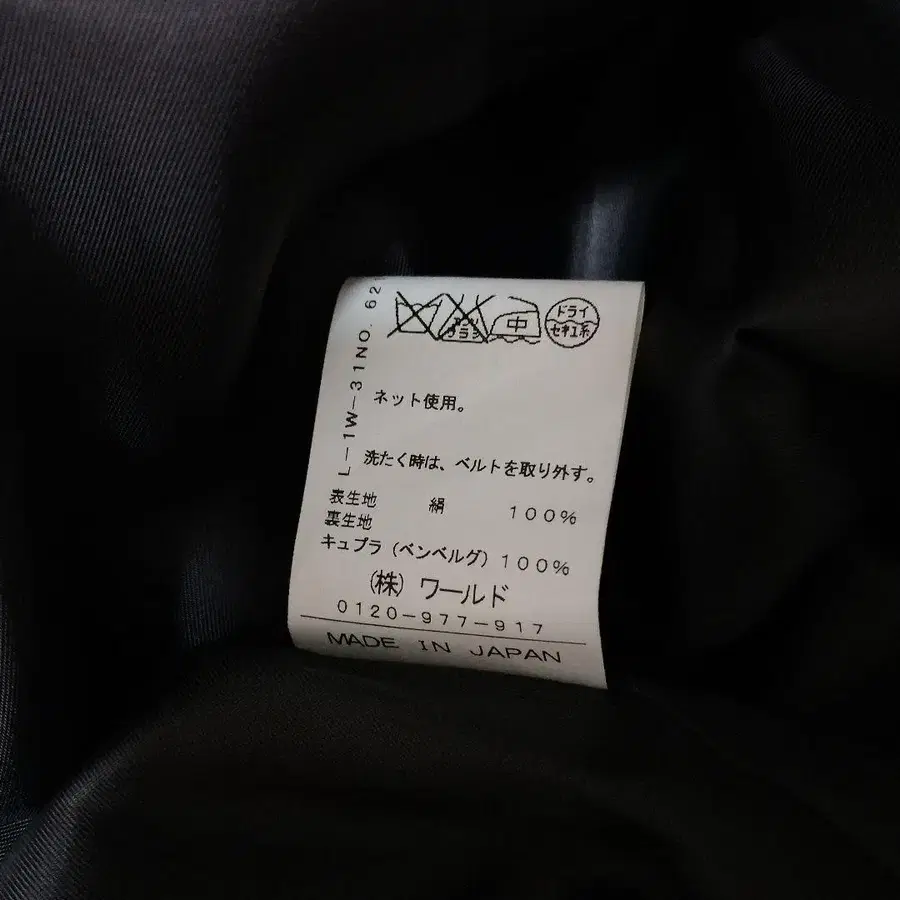 中
ドライ
セキユ系
L-1W-31NO. 62
ネット使用。
洗たく時は、ベルトを取り外す。
表生地 絹 100%
裏生地
キュプラ (ベンベルグ) 100%
(株) ワールド
0120-977-917
MADE IN JAPAN